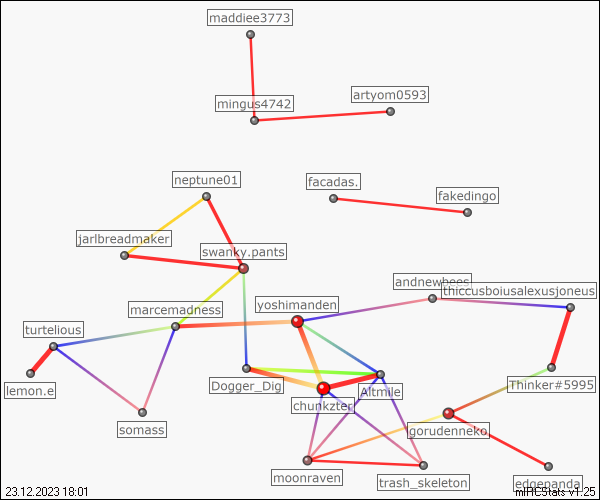 maddiee3773
artyom0593
mingus4742
neptune01
facadas.
fakedingo
jarlbreadmaker
swanky.pants
andnewbees
thiccusboiusalexusjoneus
marcemadness
yoshimanden
turtelious
lemon.e
Dogger_Dig
Altmile
Thinker#5995
chunkzter
somass
gorudenneko
moonraven
trash_skeleton
edgepanda
23.12.2023 18:01
mIRCStats v1.25